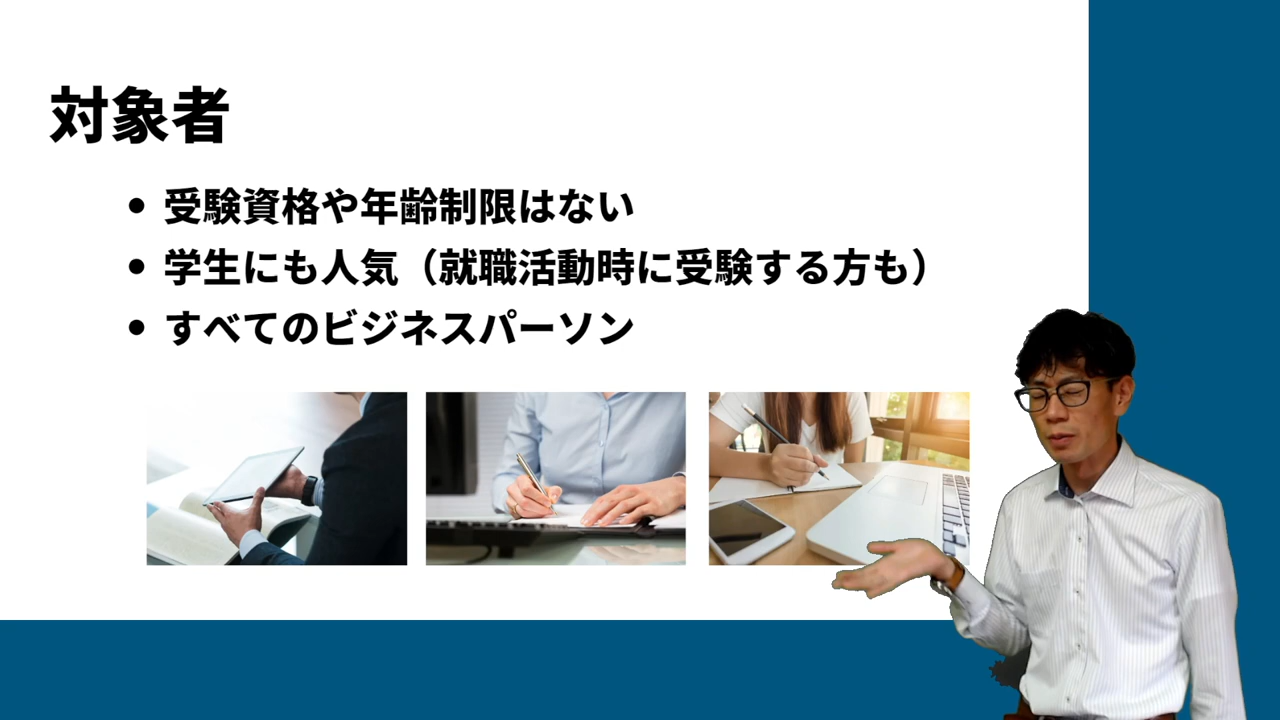 対象者
• 受験資格や年齢制限はない
• 学生にも人気（就職活動時に受験する方も）
• すべてのビジネスパーソン